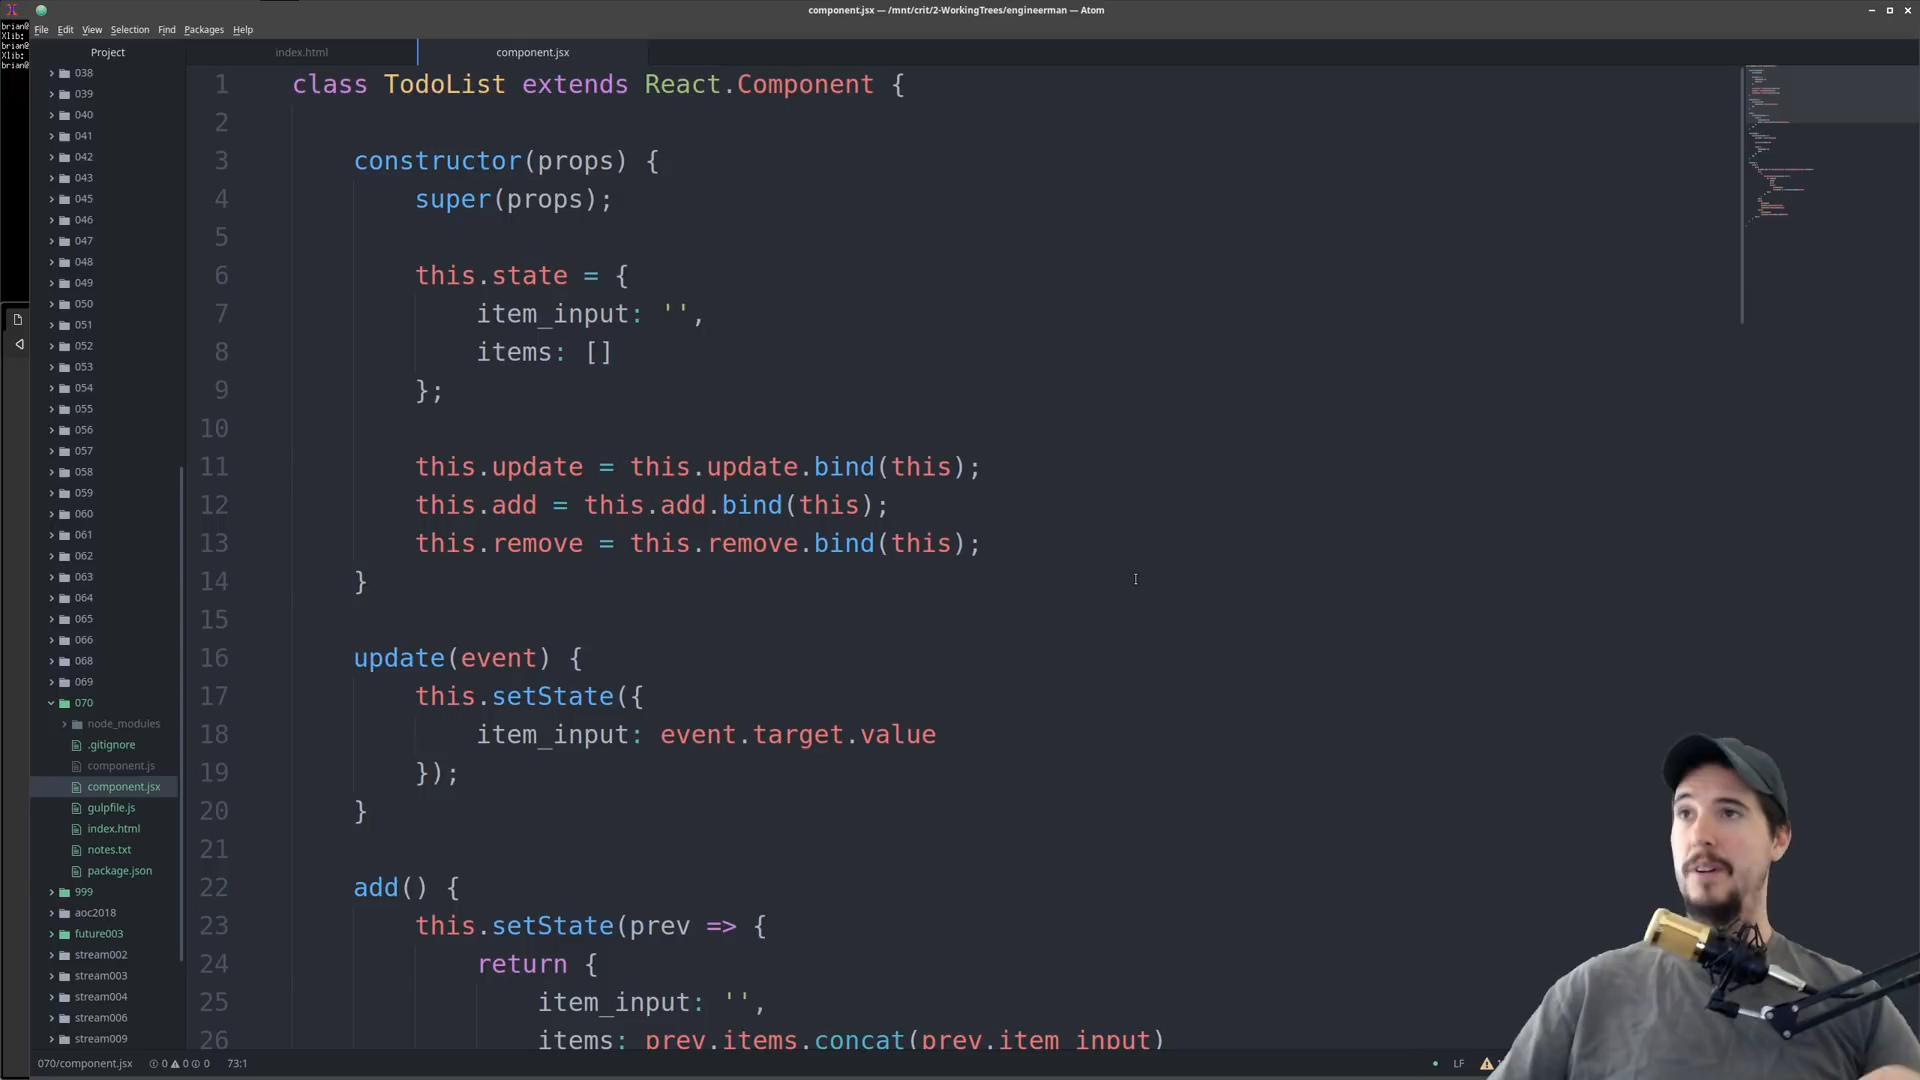 component.jsx — /mnt/crit/2-WorkingTrees/engineerman — Atom
File Edit View Selection Find Packages Help
brian@
Xlib:
brian@
Xlib:
brian@
Project
index.html
component.jsx
038
039
040
041
042
043
045
046
047
048
049
050
051
052
053
054
055
056
057
058
059
060
061
062
063
064
065
066
068
069
070
node_modules
.gitignore
component.js
component.jsx
gulpfile.js
index.html
notes.txt
package.json
999
aoc2018
future003
stream002
stream003
stream004
stream006
stream009
1 class TodoList extends React.Component {
2
3 constructor(props) {
4 super(props);
5
6 this.state = {
7 item_input: '',
8 items: []
9 };
10
11 this.update = this.update.bind(this);
12 this.add = this.add.bind(this);
13 this.remove = this.remove.bind(this);
14 }
15
16 update(event) {
17 this.setState({
18 item_input: event.target.value
19 });
20 }
21
22 add() {
23 this.setState(prev => {
24 return {
25 item_input: '',
26 items: prev.items.concat(prev.item_input)
070/component.jsx 0 0 0 73:1 LF